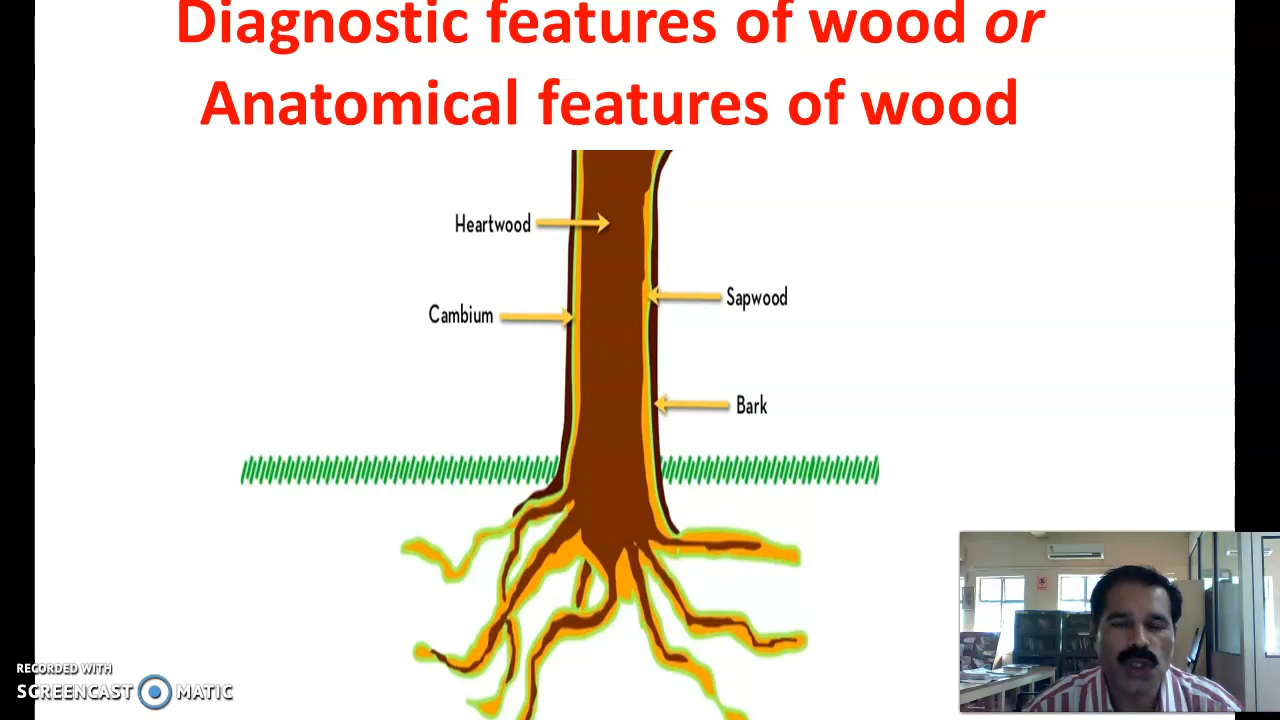 Diagnostic features of wood or
Anatomical features of wood
Heartwood
Sapwood
Cambium
Bark
RECORDED WITH
SCREENCAST MATIC